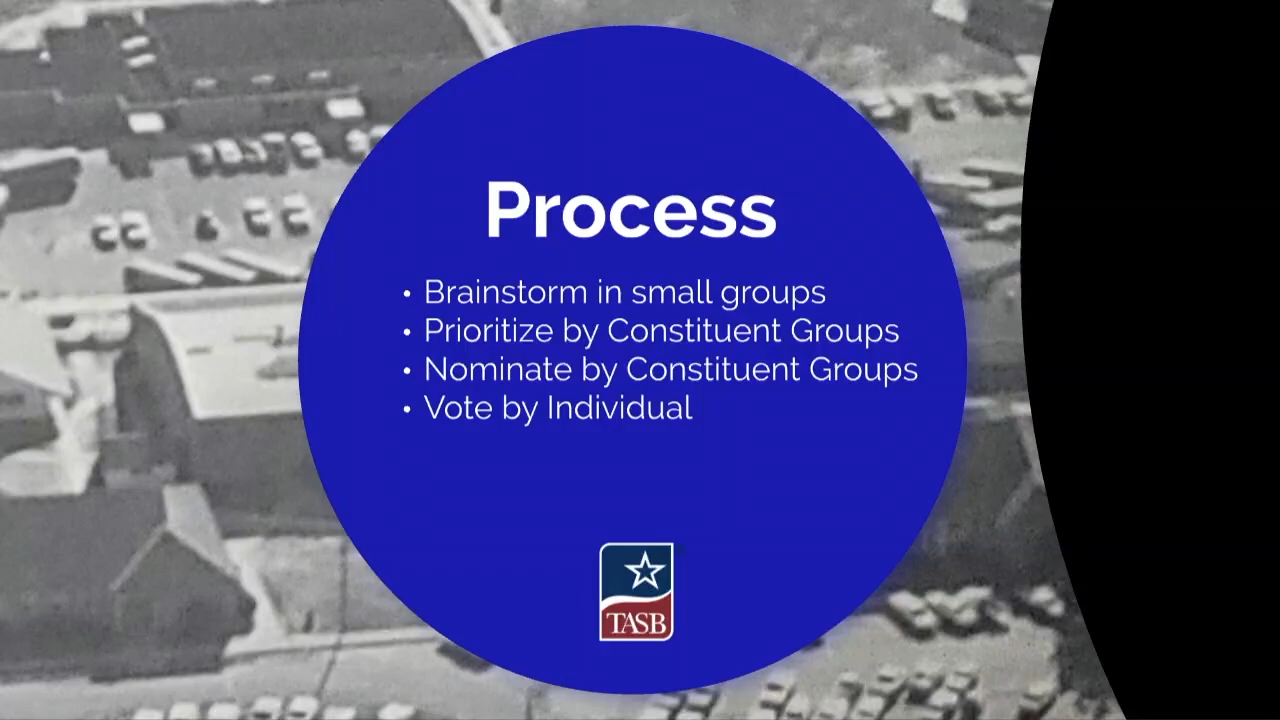 Process
• Brainstorm in small groups
• Prioritize by Constituent Groups
• Nominate by Constituent Groups
• Vote by Individual
TASB